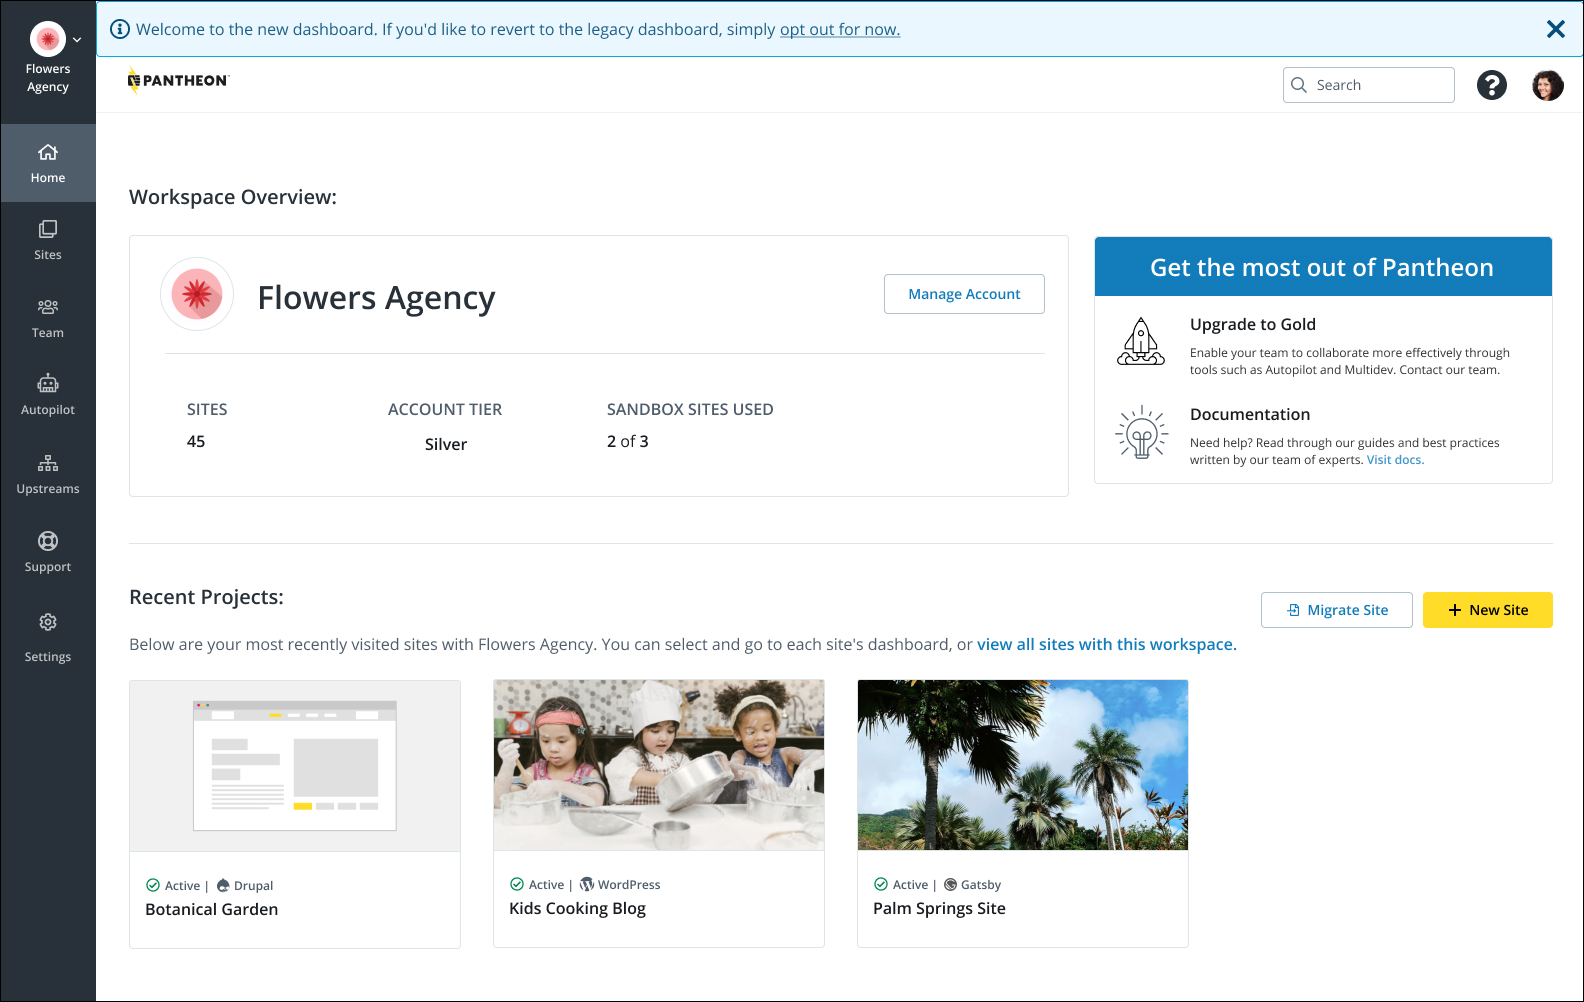 Flowers
Agency
Home
Sites
Team
Autopilot
Upstreams
Support
Settings
Welcome to the new dashboard. If you'd like to revert to the legacy dashboard, simply opt out for now.
PANTHEON
Search
Workspace Overview:
Flowers Agency
Manage Account
SITES
45
ACCOUNT TIER
Silver
SANDBOX SITES USED
2 of 3
Get the most out of Pantheon
Upgrade to Gold
Enable your team to collaborate more effectively through
tools such as Autopilot and Multidev. Contact our team.
Documentation
Need help? Read through our guides and best practices
written by our team of experts. Visit docs.
Recent Projects:
Migrate Site
+ New Site
Below are your most recently visited sites with Flowers Agency. You can select and go to each site's dashboard, or view all sites with this workspace.
Active | Drupal
Botanical Garden
Active | WordPress
Kids Cooking Blog
Active | Gatsby
Palm Springs Site